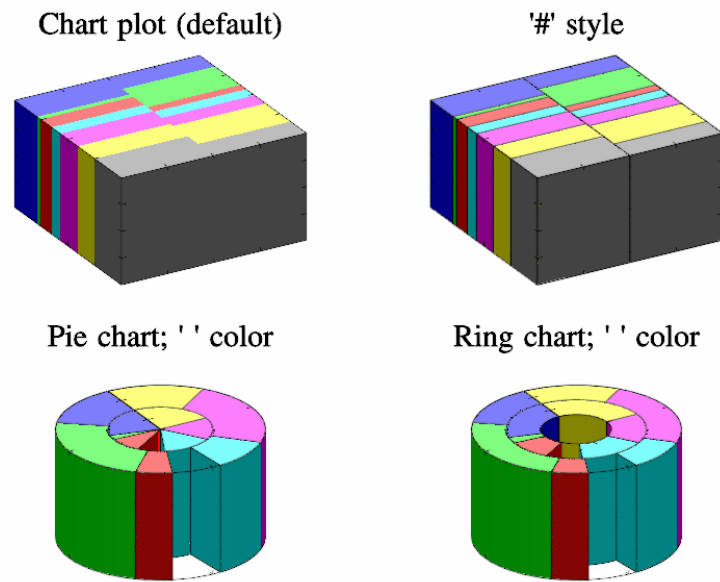 Chart plot (default)
'#' style
Pie chart; ' ' color
Ring chart; ' ' color